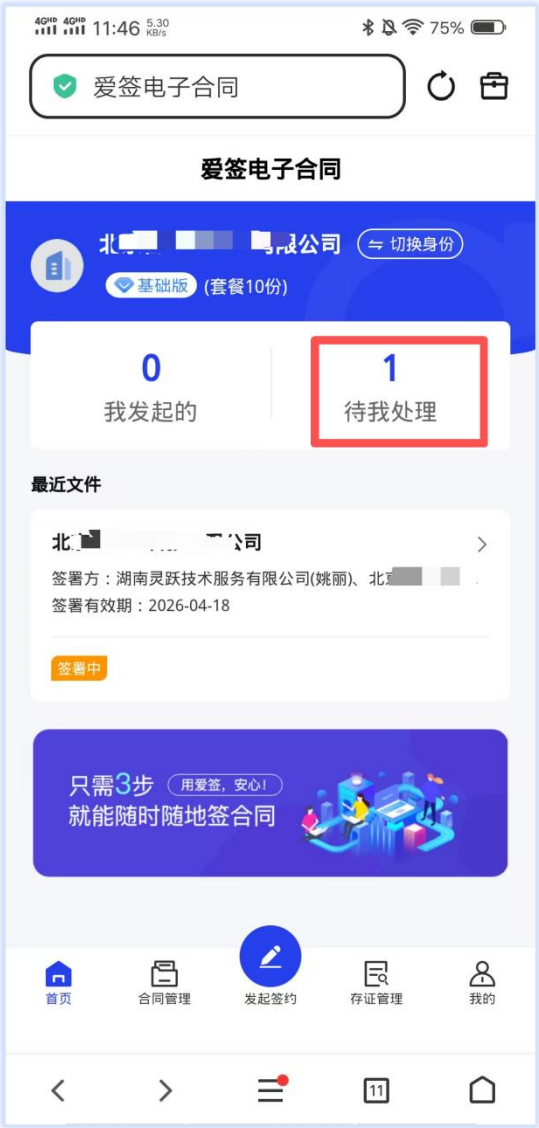 4GHD 4GHD 11:46 5.30 KB/s 75%
爱签电子合同
爱签电子合同
北 限公司 切换身份
基础版 (套餐10份)
0 1
我发起的 待我处理
最近文件
北 公司
签署方：湖南灵跃技术服务有限公司(姚丽)、北
签署有效期：2026-04-18
签署中
只需3步 用爱签，安心!
就能随时随地签合同
首页 合同管理 发起签约 存证管理 我的
11